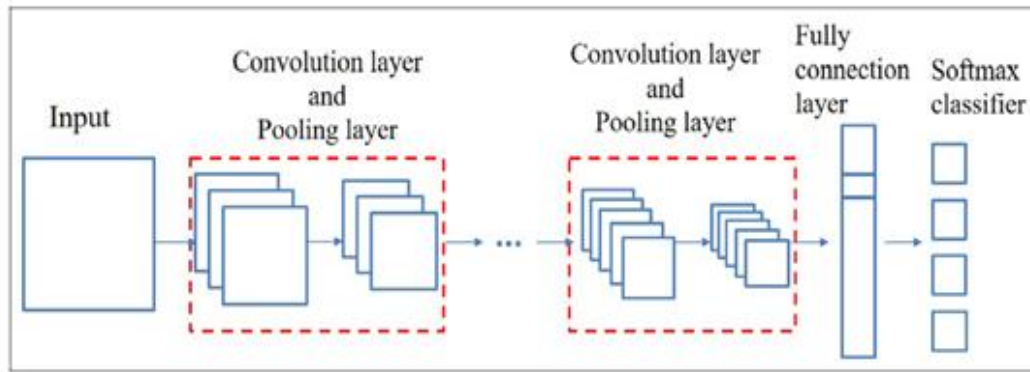 Input
Convolution layer
and
Pooling layer
...
Convolution layer
and
Pooling layer
Fully
connection
layer
Softmax
classifier